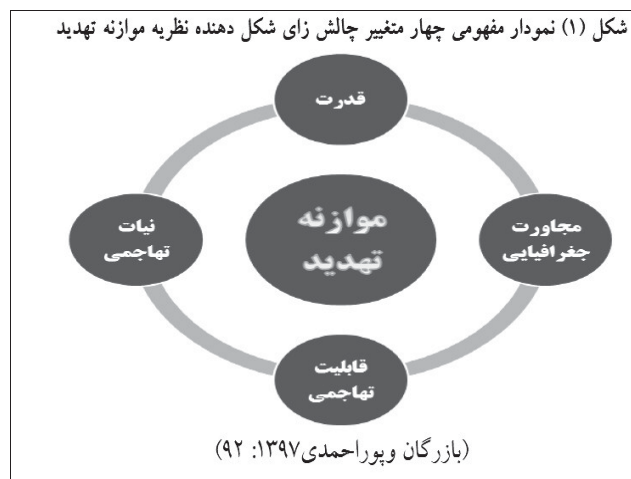 شکل (۱) نمودار مفهومی چهار متغییر چالش زای شکل دهنده نظریه موازنه تهدید
قدرت
مجاورت
جغرافیایی
موازنه
تهدید
نیات
تهاجمی
قابلیت
تهاجمی
(بازرگان وپوراحمدی۱۳۹۷: ۹۲)